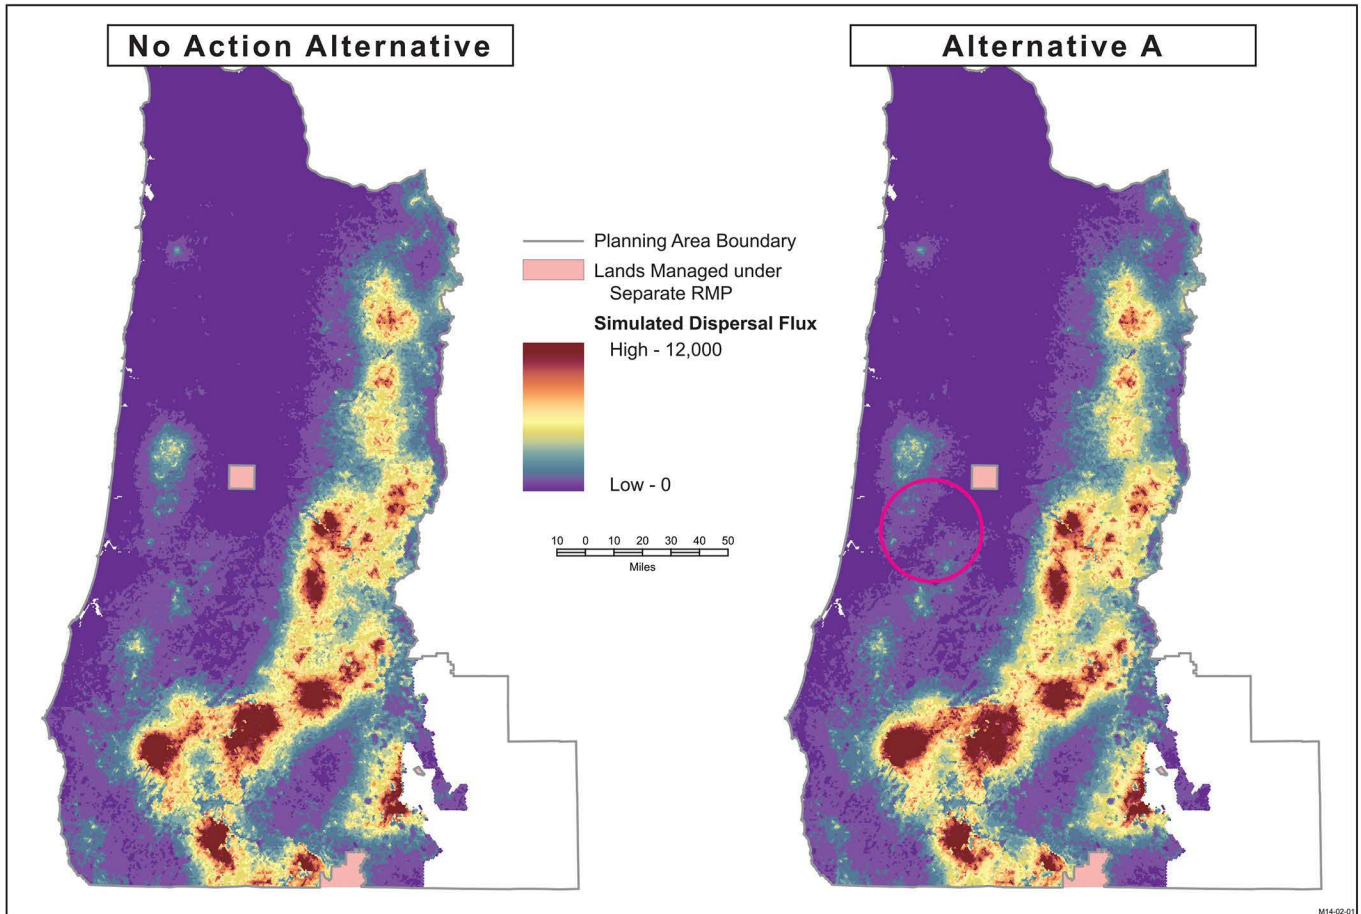 No Action Alternative
Alternative A
Planning Area Boundary
Lands Managed under
Separate RMP
Simulated Dispersal Flux
High - 12,000
Low - 0
10 0 10 20 30 40 50
Miles
M14-02-01